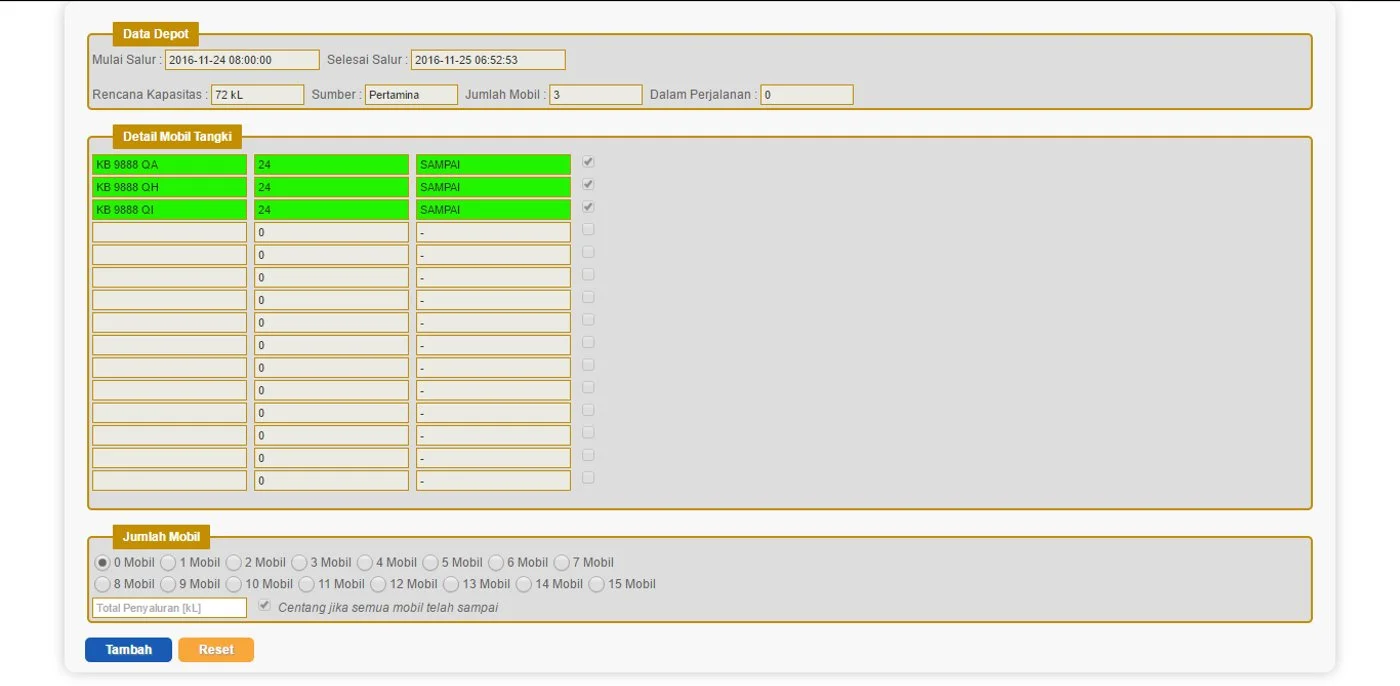 Data Depot
Mulai Salur : 2016-11-24 08:00:00 Selesai Salur : 2016-11-25 06:52:53
Rencana Kapasitas : 72 kL Sumber : Pertamina Jumlah Mobil : 3 Dalam Perjalanan : 0
Detail Mobil Tangki
KB 9888 QA 24 SAMPAI
KB 9888 QH 24 SAMPAI
KB 9888 QI 24 SAMPAI
0 -
0 -
0 -
0 -
0 -
0 -
0 -
0 -
0 -
0 -
0 -
0 -
Jumlah Mobil
0 Mobil 1 Mobil 2 Mobil 3 Mobil 4 Mobil 5 Mobil 6 Mobil 7 Mobil
8 Mobil 9 Mobil 10 Mobil 11 Mobil 12 Mobil 13 Mobil 14 Mobil 15 Mobil
Total Penyaluran [kL] Centang jika semua mobil telah sampai
Tambah Reset